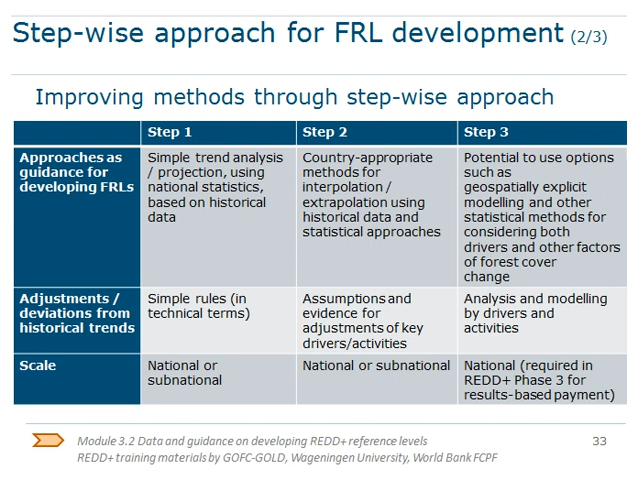 Step-wise approach for FRL development (2/3)
Improving methods through step-wise approach
Step 1
Step 2
Step 3
Approaches as
guidance for
developing FRLs
Simple trend analysis
/ projection, using
national statistics,
based on historical
data
Country-appropriate
methods for
interpolation /
extrapolation using
historical data and
statistical approaches
Potential to use options
such as
geospatially explicit
modelling and other
statistical methods for
considering both
drivers and other factors
of forest cover
change
Adjustments /
deviations from
historical trends
Simple rules (in
technical terms)
Assumptions and
evidence for
adjustments of key
drivers/activities
Analysis and modelling
by drivers and
activities
Scale
National or
subnational
National or subnational
National (required in
REDD+ Phase 3 for
results-based payment)
Module 3.2 Data and guidance on developing REDD+ reference levels
REDD+ training materials by GOFC-GOLD, Wageningen University, World Bank FCPF
33